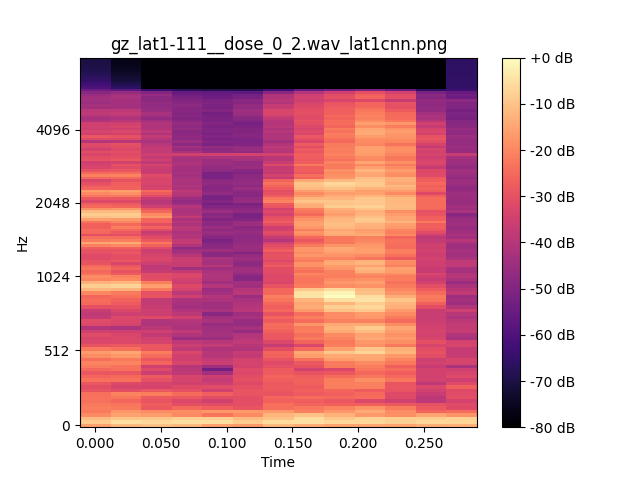 gz_lat1-111__dose_0_2.wav_lat1cnn.png
Hz
4096
2048
1024
512
0
0.000
0.050
0.100
0.150
0.200
0.250
Time
+0 dB
-10 dB
-20 dB
-30 dB
-40 dB
-50 dB
-60 dB
-70 dB
-80 dB